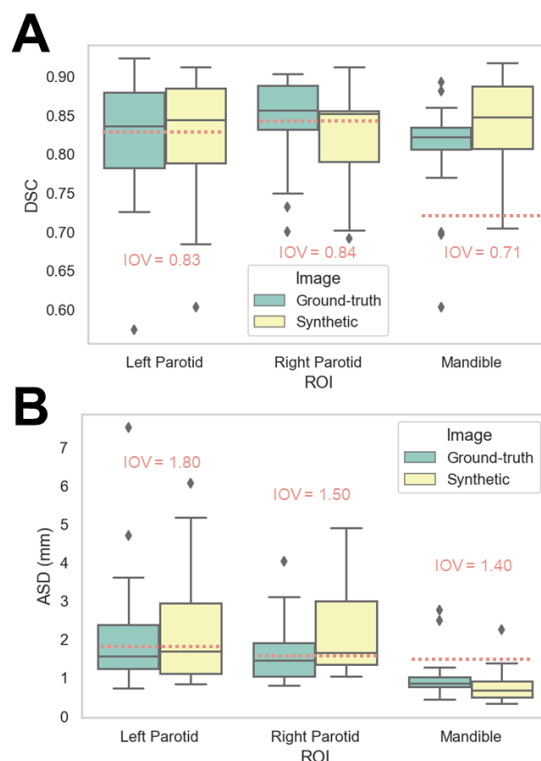 A
0.90
0.85
0.80
0.75
0.70
0.65
0.60
DSC
IOV = 0.83
IOV = 0.84
IOV = 0.71
Image
Ground-truth
Synthetic
Left Parotid
Right Parotid
Mandible
ROI
B
7
6
5
4
3
2
1
0
ASD (mm)
IOV = 1.80
IOV = 1.50
IOV = 1.40
Image
Ground-truth
Synthetic
Left Parotid
Right Parotid
Mandible
ROI